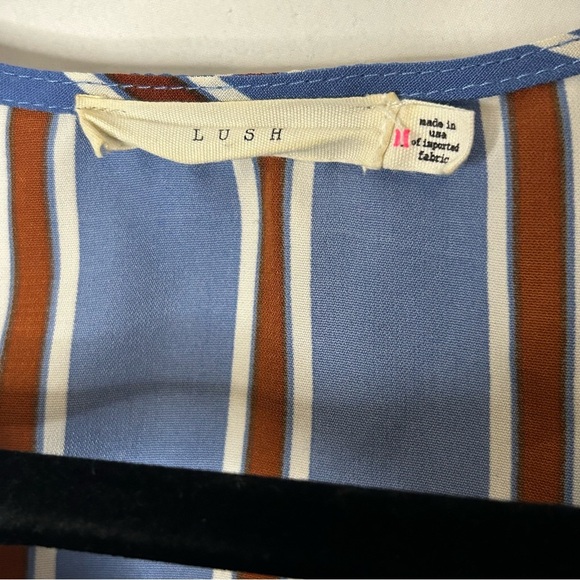 LUSH
M
made in
usa
of imported
fabric